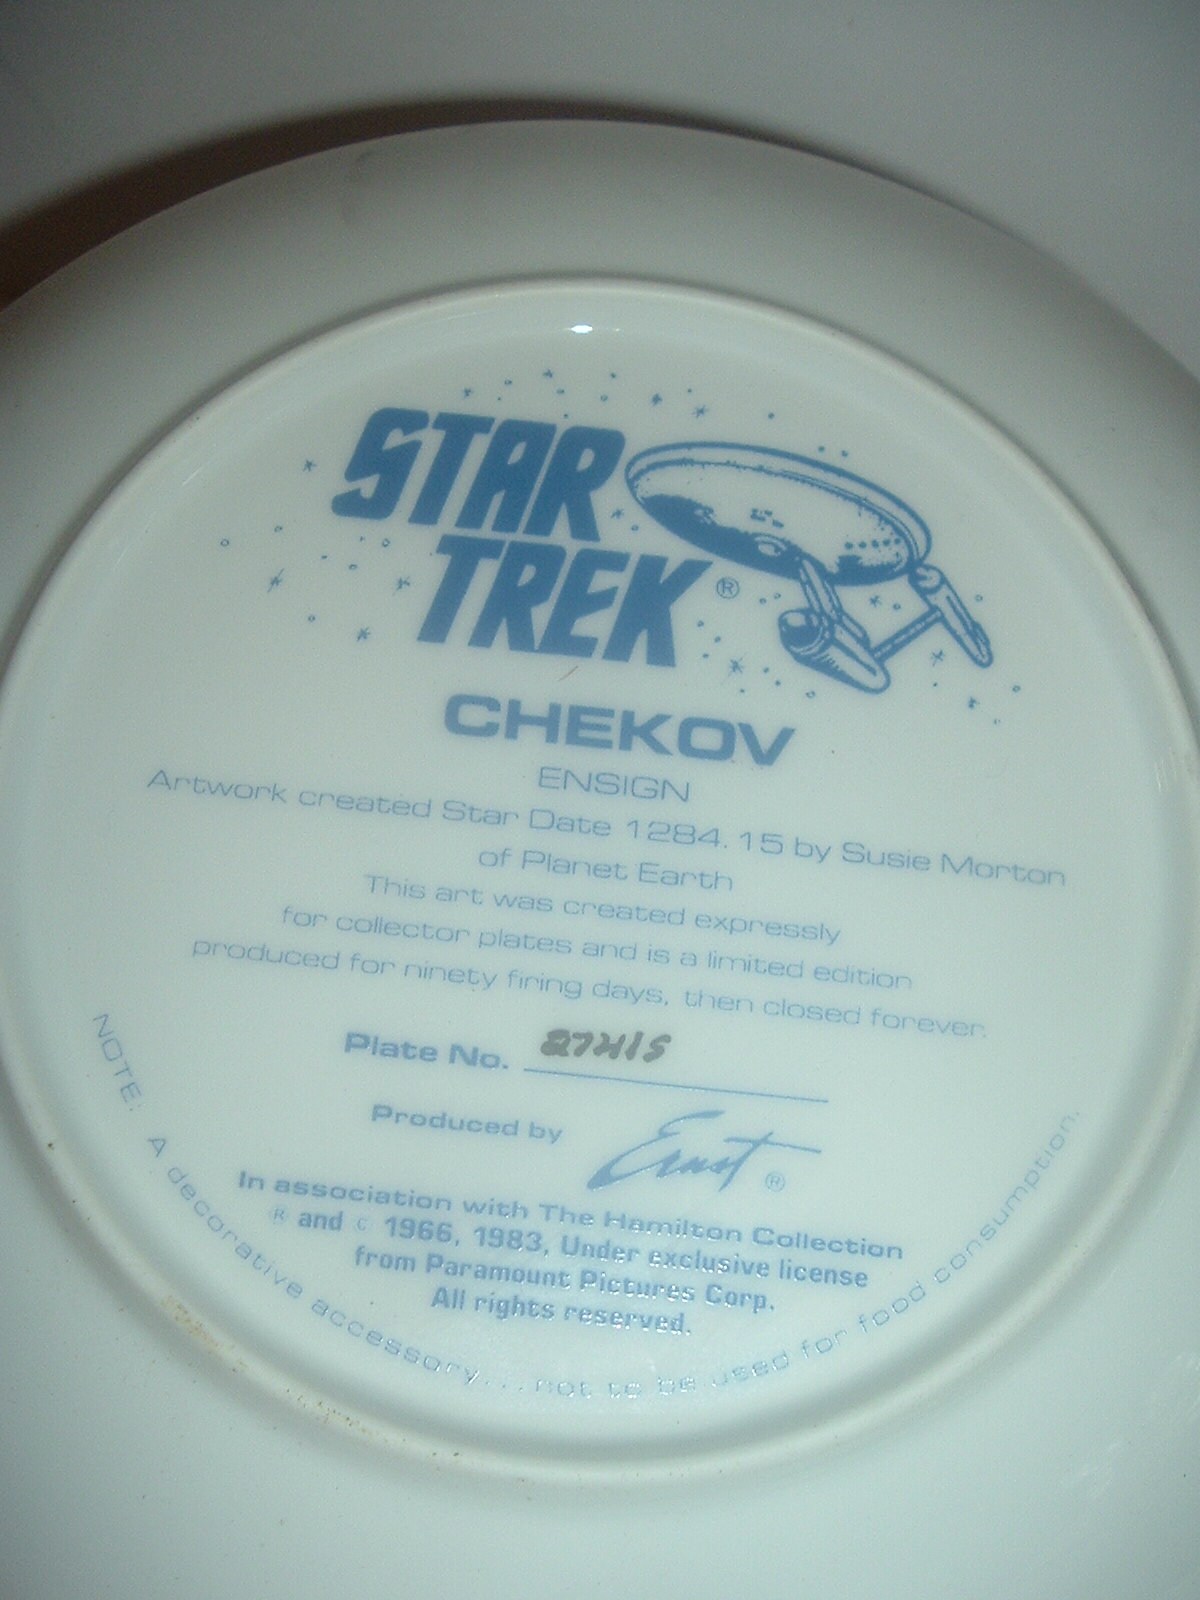 STAR
TREK®
CHEKOV
ENSIGN
Artwork created Star Date 1284.15 by Susie Morton
of Planet Earth
This art was created expressly
for collector plates and is a limited edition
produced for ninety firing days, then closed forever.
Plate No. 2721S
Produced by Ernst ®
In association with The Hamilton Collection
® and © 1966, 1983, Under exclusive license
from Paramount Pictures Corp.
All rights reserved.
NOTE: A decorative accessory... not to be used for food consumption.